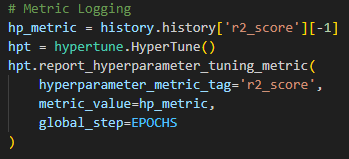 # Metric Logging
hp_metric = history.history['r2_score'][-1]
hpt = hypertune.HyperTune()
hpt.report_hyperparameter_tuning_metric(
    hyperparameter_metric_tag='r2_score',
    metric_value=hp_metric,
    global_step=EPOCHS
)